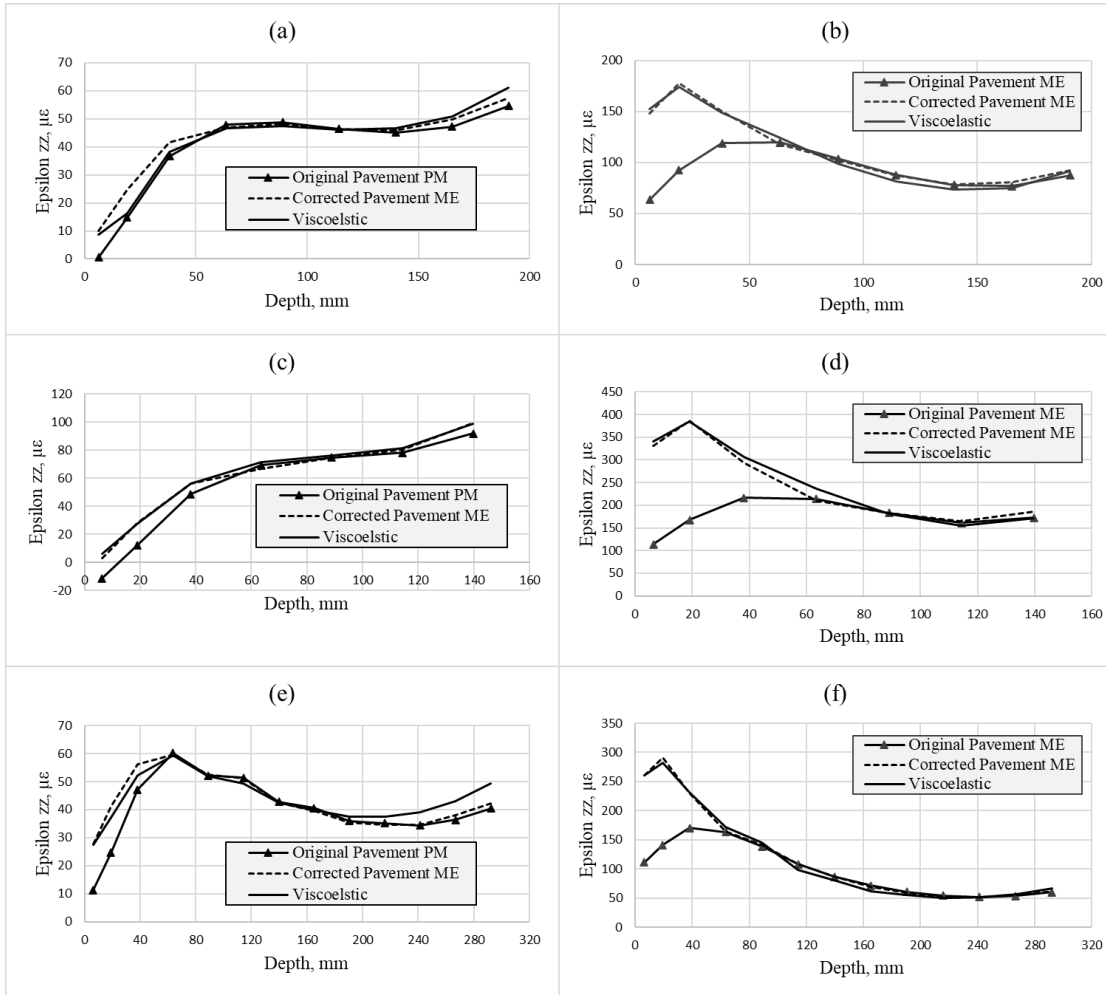 (a)
70
60
50
40
30
20
10
0
Epsilon zz, με
Original Pavement PM
Corrected Pavement ME
Viscoelstic
0
50
100
150
200
Depth, mm
(b)
200
150
100
50
0
Epsilon zz, με
Original Pavement ME
Corrected Pavement ME
Viscoelastic
0
50
100
150
200
Depth, mm
(c)
120
100
80
60
40
20
0
-20
Epsilon zz, με
Original Pavement PM
Corrected Pavement ME
Viscoelstic
0
20
40
60
80
100
120
140
160
Depth, mm
(d)
450
400
350
300
250
200
150
100
50
0
Epsilon zz, με
Original Pavement ME
Corrected Pavement ME
Viscoelastic
0
20
40
60
80
100
120
140
160
Depth, mm
(e)
70
60
50
40
30
20
10
0
Epsilon zz, με
Original Pavement PM
Corrected Pavement ME
Viscoelstic
0
40
80
120
160
200
240
280
320
Depth, mm
(f)
350
300
250
200
150
100
50
0
Epsilon zz, με
Original Pavement ME
Corrected Pavement ME
Viscoelastic
0
40
80
120
160
200
240
280
320
Depth, mm